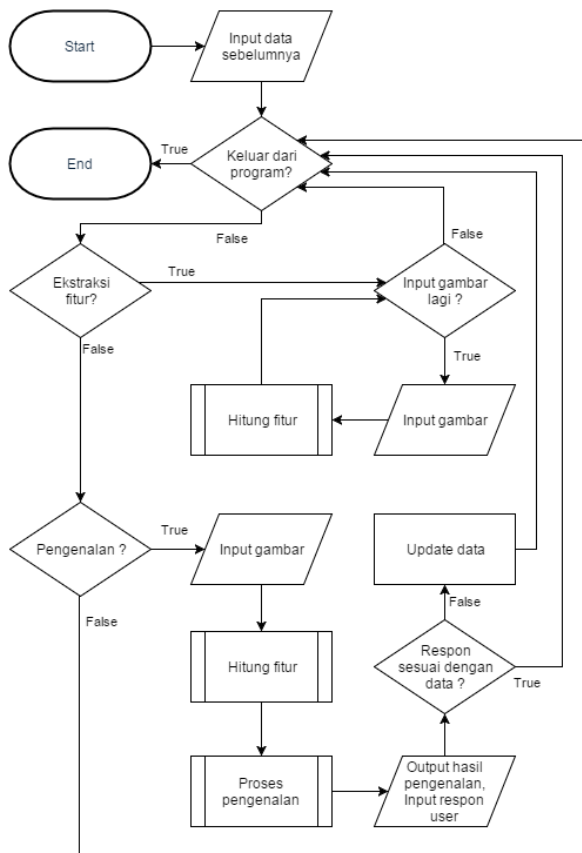 Start
Input data
sebelumnya
End
True
Keluar dari
program?
False
False
Ekstraksi
fitur?
True
Input gambar
lagi ?
False
True
Hitung fitur
Input gambar
Pengenalan ?
True
Input gambar
Update data
False
False
Hitung fitur
Respon
sesuai dengan
data ?
True
Proses
pengenalan
Output hasil
pengenalan,
Input respon
user